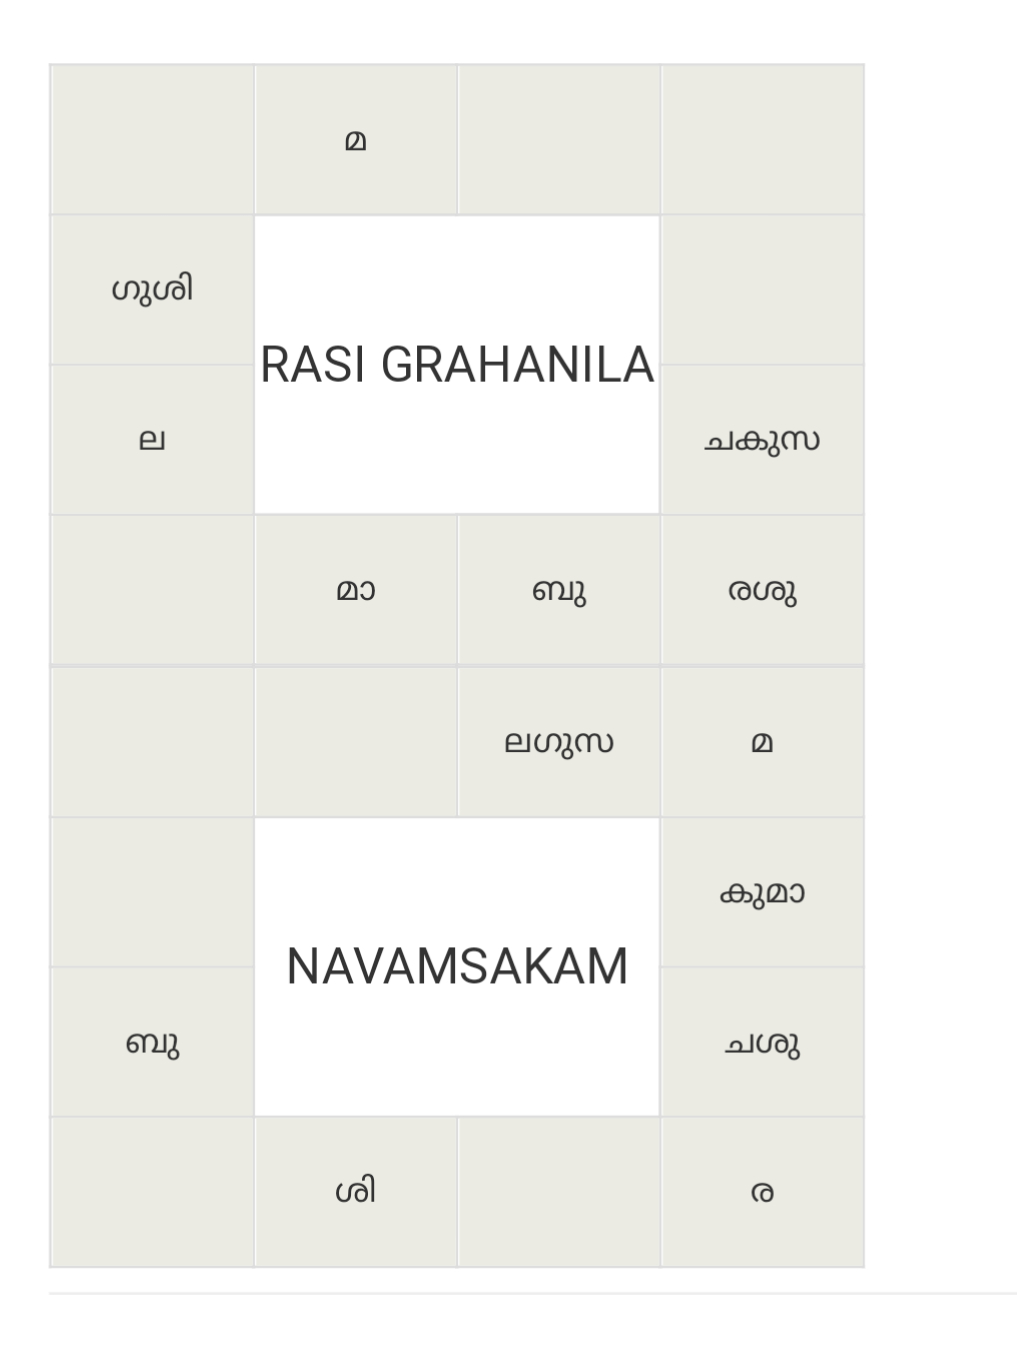 മ
ഗുശി
RASI GRAHANILA
ല
ചകുസ
മാ
ബു
രശു
ലഗുസ
മ
കുമാ
NAVAMSAKAM
ബു
ചശു
ശി
ര